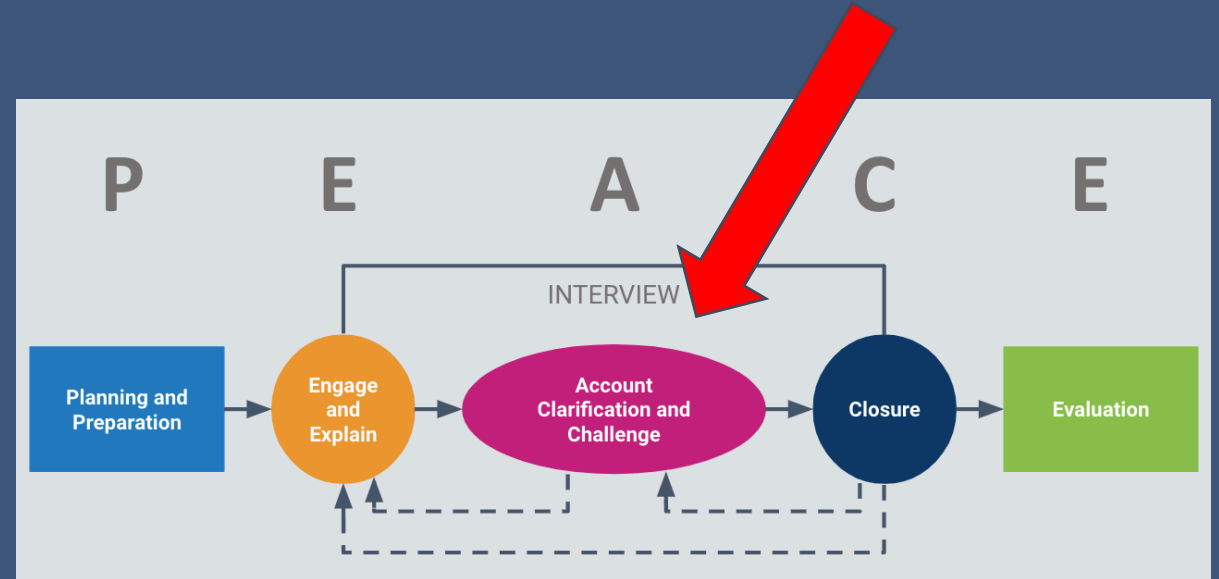 P E A C E
INTERVIEW
Planning and
Preparation
Engage
and
Explain
Account
Clarification and
Challenge
Closure
Evaluation